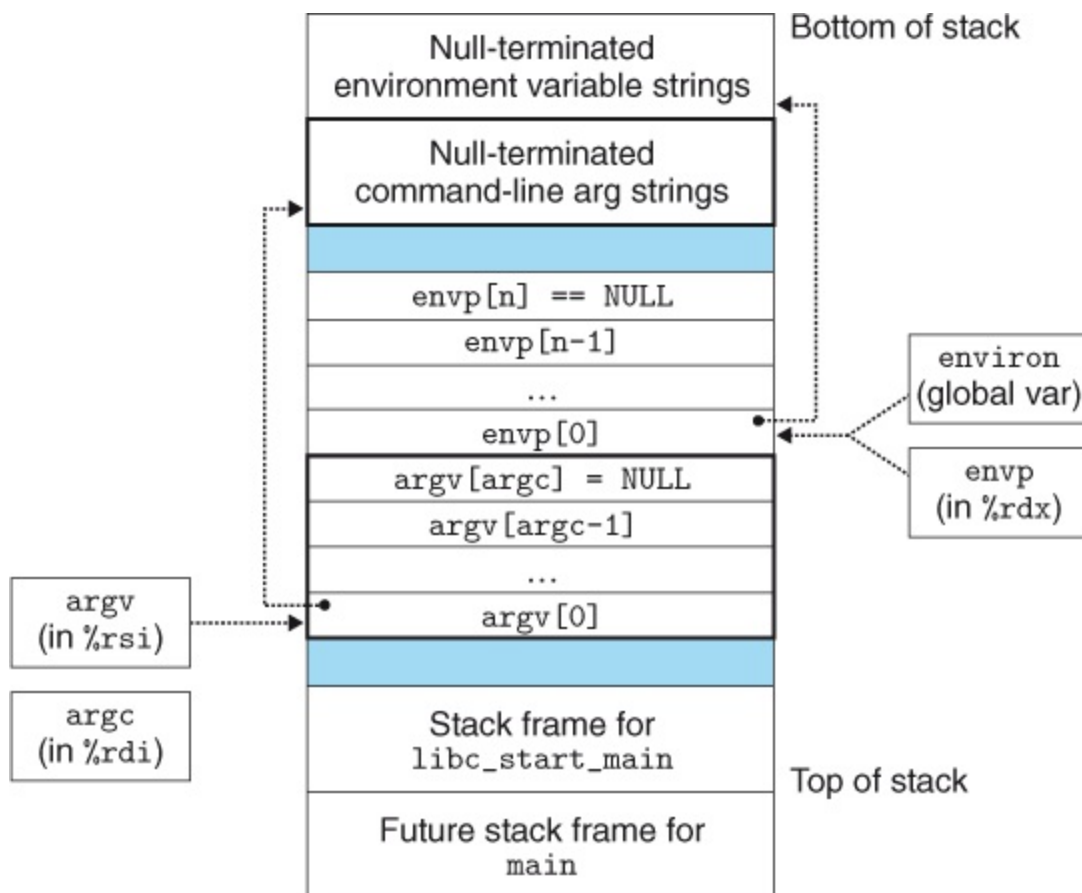 Bottom of stack
Null-terminated
environment variable strings
Null-terminated
command-line arg strings
envp[n] == NULL
envp[n-1]
...
envp[0]
environ
(global var)
envp
(in %rdx)
argv[argc] = NULL
argv[argc-1]
...
argv[0]
argv
(in %rsi)
argc
(in %rdi)
Stack frame for
libc_start_main
Top of stack
Future stack frame for
main